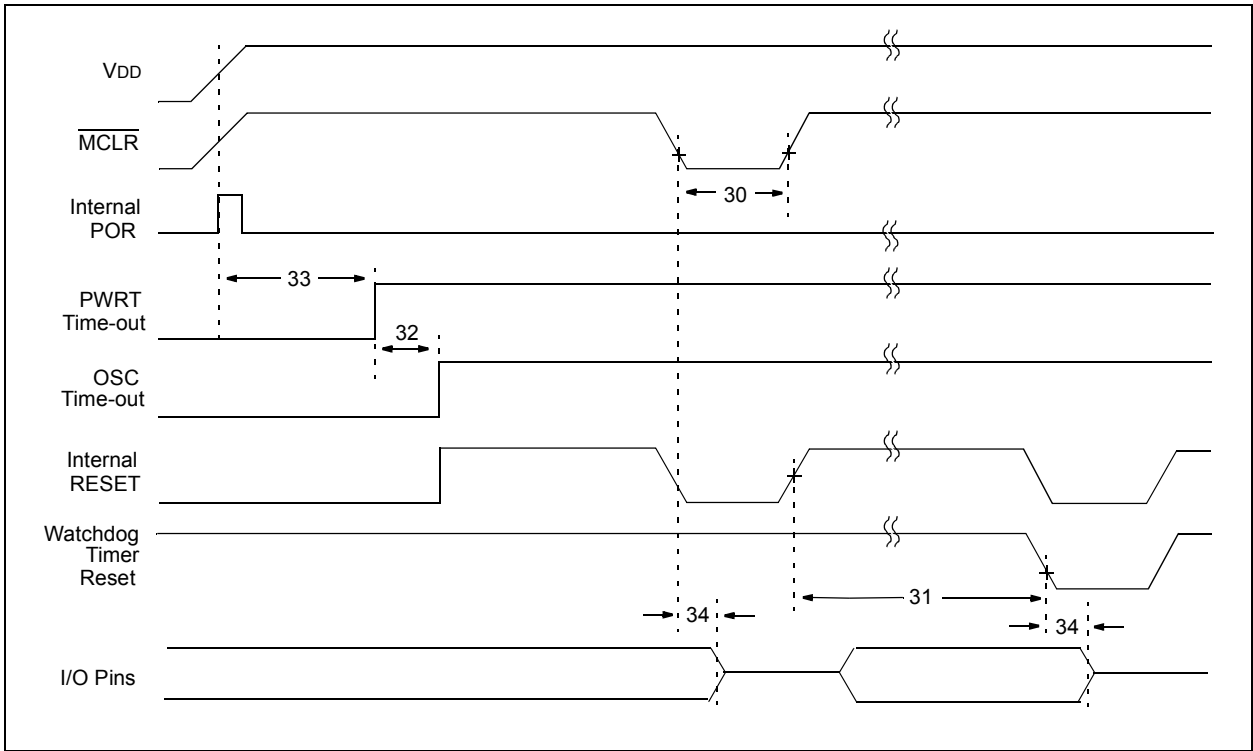 VDD
MCLR
30
Internal
POR
33
PWRT
Time-out
32
OSC
Time-out
Internal
RESET
Watchdog
Timer
Reset
31
34
34
I/O Pins